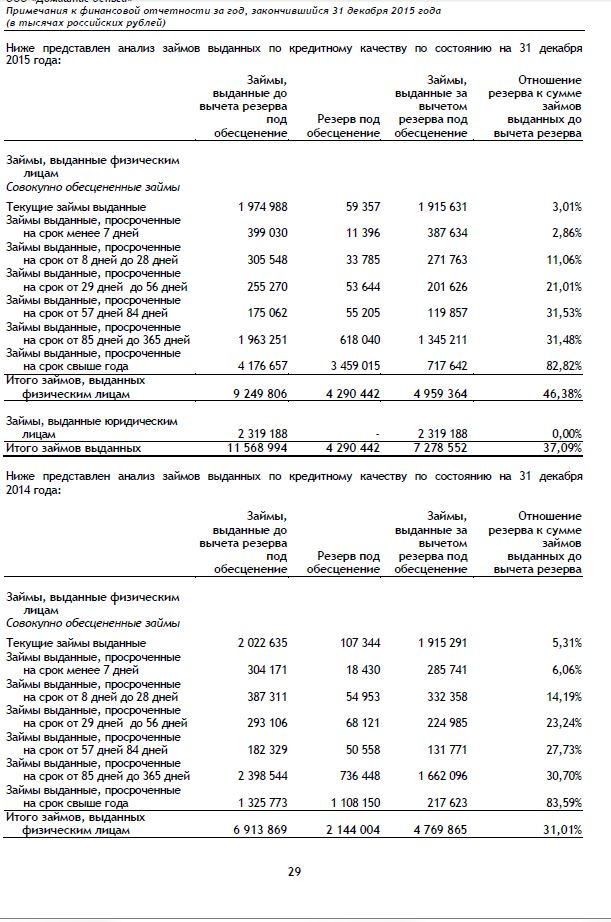 Примечания к финансовой отчетности за год, закончившийся 31 декабря 2015 года
(в тысячах российских рублей)
Ниже представлен анализ займов выданных по кредитному качеству по состоянию на 31 декабря
2015 года:
Займы, выданные до вычета резерва под обесценение Резерв под обесценение Займы, выданные за вычетом резерва под обесценение Отношение резерва к сумме займов выданных до вычета резерва
Займы, выданные физическим
лицам
Совокупно обесцененные займы
Текущие займы выданные 1 974 988 59 357 1 915 631 3,01%
Займы выданные, просроченные
на срок менее 7 дней 399 030 11 396 387 634 2,86%
Займы выданные, просроченные
на срок от 8 дней до 28 дней 305 548 33 785 271 763 11,06%
Займы выданные, просроченные
на срок от 29 дней до 56 дней 255 270 53 644 201 626 21,01%
Займы выданные, просроченные
на срок от 57 дней 84 дней 175 062 55 205 119 857 31,53%
Займы выданные, просроченные
на срок от 85 дней до 365 дней 1 963 251 618 040 1 345 211 31,48%
Займы выданные, просроченные
на срок свыше года 4 176 657 3 459 015 717 642 82,82%
Итого займов, выданных
физическим лицам 9 249 806 4 290 442 4 959 364 46,38%
Займы, выданные юридическим
лицам 2 319 188 - 2 319 188 0,00%
Итого займов выданных 11 568 994 4 290 442 7 278 552 37,09%
Ниже представлен анализ займов выданных по кредитному качеству по состоянию на 31 декабря
2014 года:
Займы, выданные до вычета резерва под обесценение Резерв под обесценение Займы, выданные за вычетом резерва под обесценение Отношение резерва к сумме займов выданных до вычета резерва
Займы, выданные физическим
лицам
Совокупно обесцененные займы
Текущие займы выданные 2 022 635 107 344 1 915 291 5,31%
Займы выданные, просроченные
на срок менее 7 дней 304 171 18 430 285 741 6,06%
Займы выданные, просроченные
на срок от 8 дней до 28 дней 387 311 54 953 332 358 14,19%
Займы выданные, просроченные
на срок от 29 дней до 56 дней 293 106 68 121 224 985 23,24%
Займы выданные, просроченные
на срок от 57 дней 84 дней 182 329 50 558 131 771 27,73%
Займы выданные, просроченные
на срок от 85 дней до 365 дней 2 398 544 736 448 1 662 096 30,70%
Займы выданные, просроченные
на срок свыше года 1 325 773 1 108 150 217 623 83,59%
Итого займов, выданных
физическим лицам 6 913 869 2 144 004 4 769 865 31,01%
29